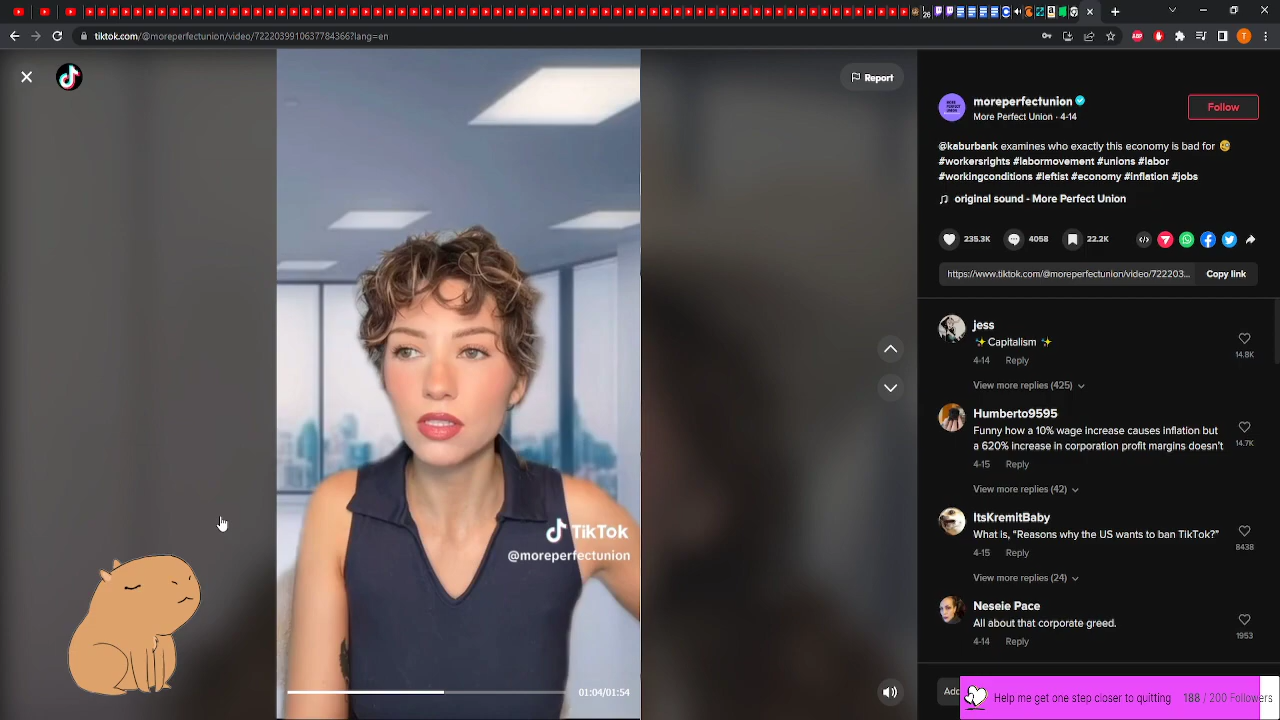 26
tiktok.com/@moreperfectunion/video/7222039910637784366?lang=en
ABP
T
Report
TikTok
@moreperfectunion
01:04/01:54
MORE PERFECT UNION
moreperfectunion
More Perfect Union · 4-14
Follow
@kaburbank examines who exactly this economy is bad for 🤨
#workersrights #labormovement #unions #labor
#workingconditions #leftist #economy #inflation #jobs
original sound - More Perfect Union
235.3K 4058 22.2K
https://www.tiktok.com/@moreperfectunion/video/722203...
Copy link
jess
✨Capitalism ✨
4-14 Reply
14.8K
View more replies (425)
Humberto9595
Funny how a 10% wage increase causes inflation but
a 620% increase in corporation profit margins doesn't
4-15 Reply
14.7K
View more replies (42)
ItsKremitBaby
What is, "Reasons why the US wants to ban TikTok?"
4-15 Reply
8438
View more replies (24)
Neseie Pace
All about that corporate greed.
4-14 Reply
1953
Add
Help get one step closer to quitting 188 / 200 Followers